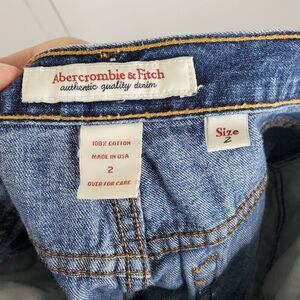 Abercrombie & Fitch
authentic quality denim
100% COTTON
MADE IN USA
2
OVER FOR CARE
Size
2